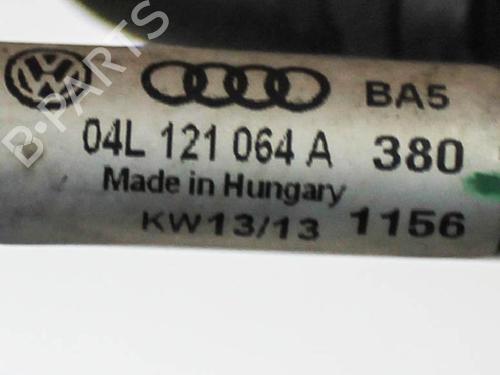 BA5
04L 121 064 A 380
Made in Hungary
KW13/13 1156
B-PARTS